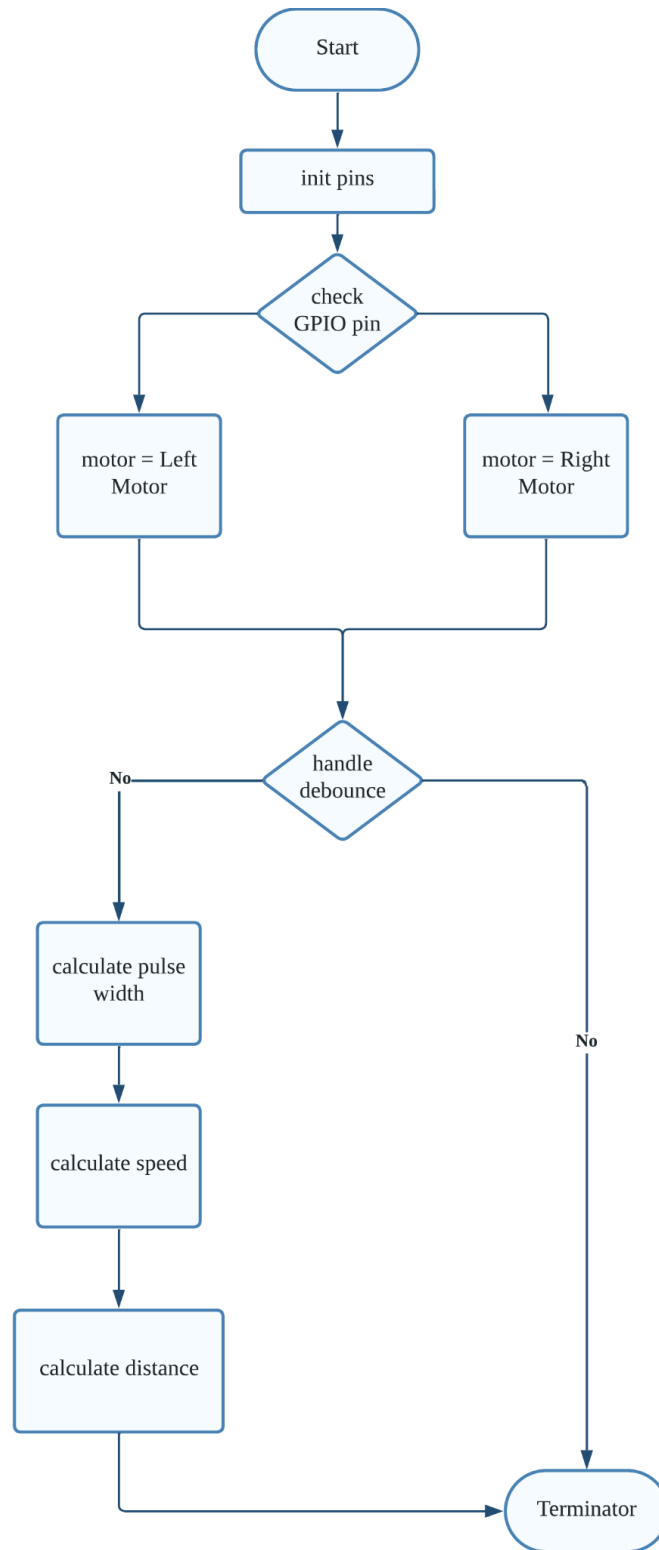 Start
init pins
check
GPIO pin
motor = Left
Motor
motor = Right
Motor
handle
debounce
No
calculate pulse
width
No
calculate speed
calculate distance
Terminator